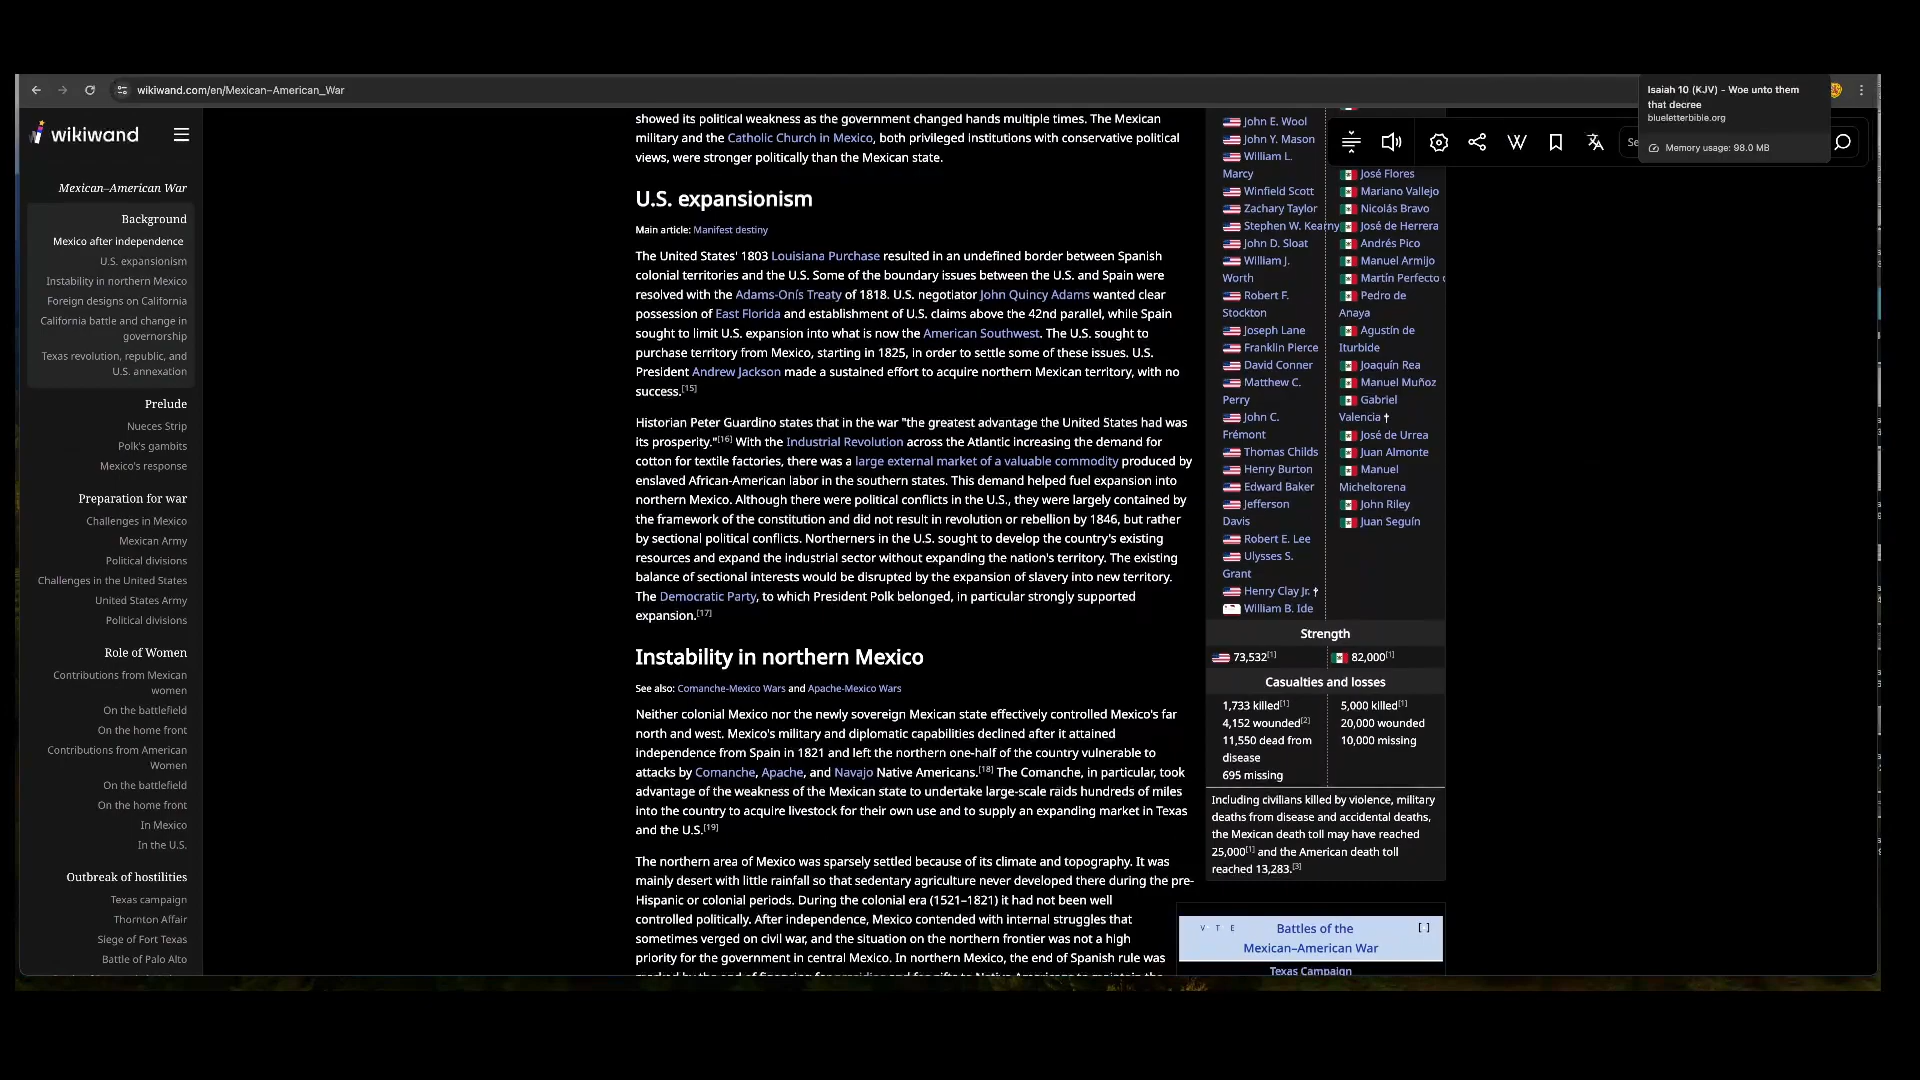 wikiwand.com/en/Mexican–American_War
Isaiah 10 (KJV) - Woe unto them
that decree
blueletterbible.org
Memory usage: 98.0 MB
wikiwand
Se
Mexican–American War
Background
Mexico after independence
U.S. expansionism
Instability in northern Mexico
Foreign designs on California
California battle and change in
governorship
Texas revolution, republic, and
U.S. annexation
Prelude
Nueces Strip
Polk's gambits
Mexico's response
Preparation for war
Challenges in Mexico
Mexican Army
Political divisions
Challenges in the United States
United States Army
Political divisions
Role of Women
Contributions from Mexican
women
On the battlefield
On the home front
Contributions from American
Women
On the battlefield
On the home front
In Mexico
In the U.S.
Outbreak of hostilities
Texas campaign
Thornton Affair
Siege of Fort Texas
Battle of Palo Alto
showed its political weakness as the government changed hands multiple times. The Mexican
military and the Catholic Church in Mexico, both privileged institutions with conservative political
views, were stronger politically than the Mexican state.
U.S. expansionism
Main article: Manifest destiny
The United States' 1803 Louisiana Purchase resulted in an undefined border between Spanish
colonial territories and the U.S. Some of the boundary issues between the U.S. and Spain were
resolved with the Adams-Onís Treaty of 1818. U.S. negotiator John Quincy Adams wanted clear
possession of East Florida and establishment of U.S. claims above the 42nd parallel, while Spain
sought to limit U.S. expansion into what is now the American Southwest. The U.S. sought to
purchase territory from Mexico, starting in 1825, in order to settle some of these issues. U.S.
President Andrew Jackson made a sustained effort to acquire northern Mexican territory, with no
success.[15]
Historian Peter Guardino states that in the war "the greatest advantage the United States had was
its prosperity."[16] With the Industrial Revolution across the Atlantic increasing the demand for
cotton for textile factories, there was a large external market of a valuable commodity produced by
enslaved African-American labor in the southern states. This demand helped fuel expansion into
northern Mexico. Although there were political conflicts in the U.S., they were largely contained by
the framework of the constitution and did not result in revolution or rebellion by 1846, but rather
by sectional political conflicts. Northerners in the U.S. sought to develop the country's existing
resources and expand the industrial sector without expanding the nation's territory. The existing
balance of sectional interests would be disrupted by the expansion of slavery into new territory.
The Democratic Party, to which President Polk belonged, in particular strongly supported
expansion.[17]
Instability in northern Mexico
See also: Comanche-Mexico Wars and Apache-Mexico Wars
Neither colonial Mexico nor the newly sovereign Mexican state effectively controlled Mexico's far
north and west. Mexico's military and diplomatic capabilities declined after it attained
independence from Spain in 1821 and left the northern one-half of the country vulnerable to
attacks by Comanche, Apache, and Navajo Native Americans.[18] The Comanche, in particular, took
advantage of the weakness of the Mexican state to undertake large-scale raids hundreds of miles
into the country to acquire livestock for their own use and to supply an expanding market in Texas
and the U.S.[19]
The northern area of Mexico was sparsely settled because of its climate and topography. It was
mainly desert with little rainfall so that sedentary agriculture never developed there during the pre-
Hispanic or colonial periods. During the colonial era (1521–1821) it had not been well
controlled politically. After independence, Mexico contended with internal struggles that
sometimes verged on civil war, and the situation on the northern frontier was not a high
priority for the government in central Mexico. In northern Mexico, the end of Spanish rule was
John E. Wool
John Y. Mason
William L.
Marcy
Winfield Scott
Zachary Taylor
Stephen W. Kearny
John D. Sloat
William J.
Worth
Robert F.
Stockton
Joseph Lane
Franklin Pierce
David Conner
Matthew C.
Perry
John C.
Frémont
Thomas Childs
Henry Burton
Edward Baker
Jefferson
Davis
Robert E. Lee
Ulysses S.
Grant
Henry Clay Jr. †
William B. Ide
José Flores
Mariano Vallejo
Nicolás Bravo
José de Herrera
Andrés Pico
Manuel Armijo
Martín Perfecto
Pedro de
Anaya
Agustín de
Iturbide
Joaquín Rea
Manuel Muñoz
Gabriel
Valencia †
José de Urrea
Juan Almonte
Manuel
Micheltorena
John Riley
Juan Seguín
Strength
73,532[1]
82,000[1]
Casualties and losses
1,733 killed[1]
4,152 wounded[2]
11,550 dead from
disease
695 missing
5,000 killed[1]
20,000 wounded
10,000 missing
Including civilians killed by violence, military
deaths from disease and accidental deaths,
the Mexican death toll may have reached
25,000[1] and the American death toll
reached 13,283.[3]
V T E
Battles of the
Mexican–American War
[ ]
Texas Campaign